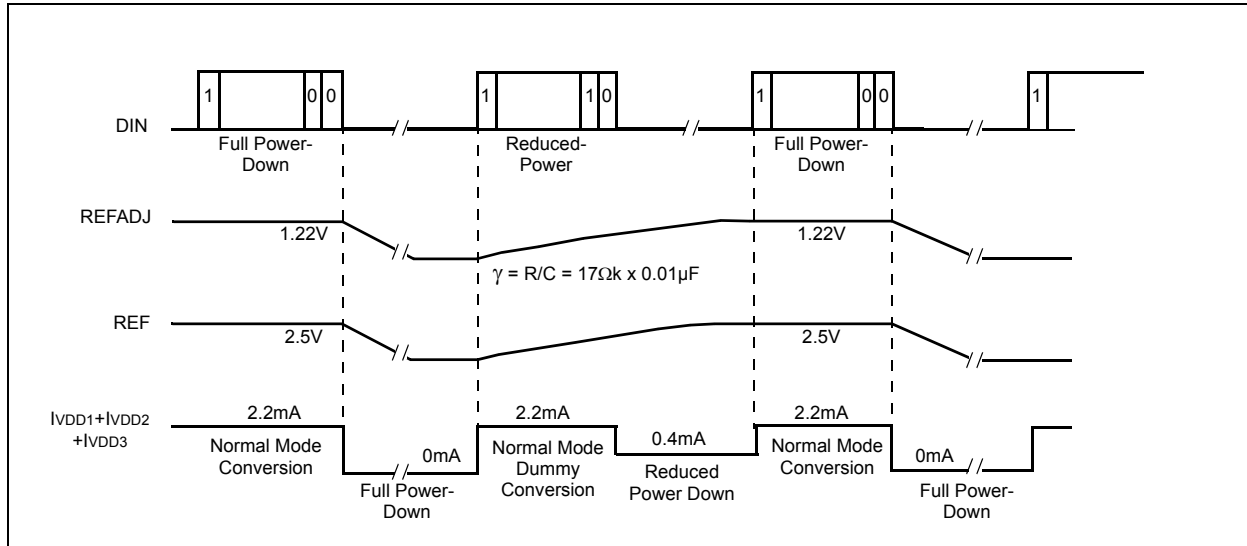 1
0
0
1
1
0
1
0
0
1
DIN
Full Power-
Down
Reduced-
Power
Full Power-
Down
REFADJ
1.22V
1.22V
γ = R/C = 17Ωk x 0.01µF
REF
2.5V
2.5V
IVDD1+IVDD2
+IVDD3
2.2mA
Normal Mode
Conversion
0mA
Full Power-
Down
2.2mA
Normal Mode
Dummy
Conversion
0.4mA
Reduced
Power Down
2.2mA
Normal Mode
Conversion
0mA
Full Power-
Down